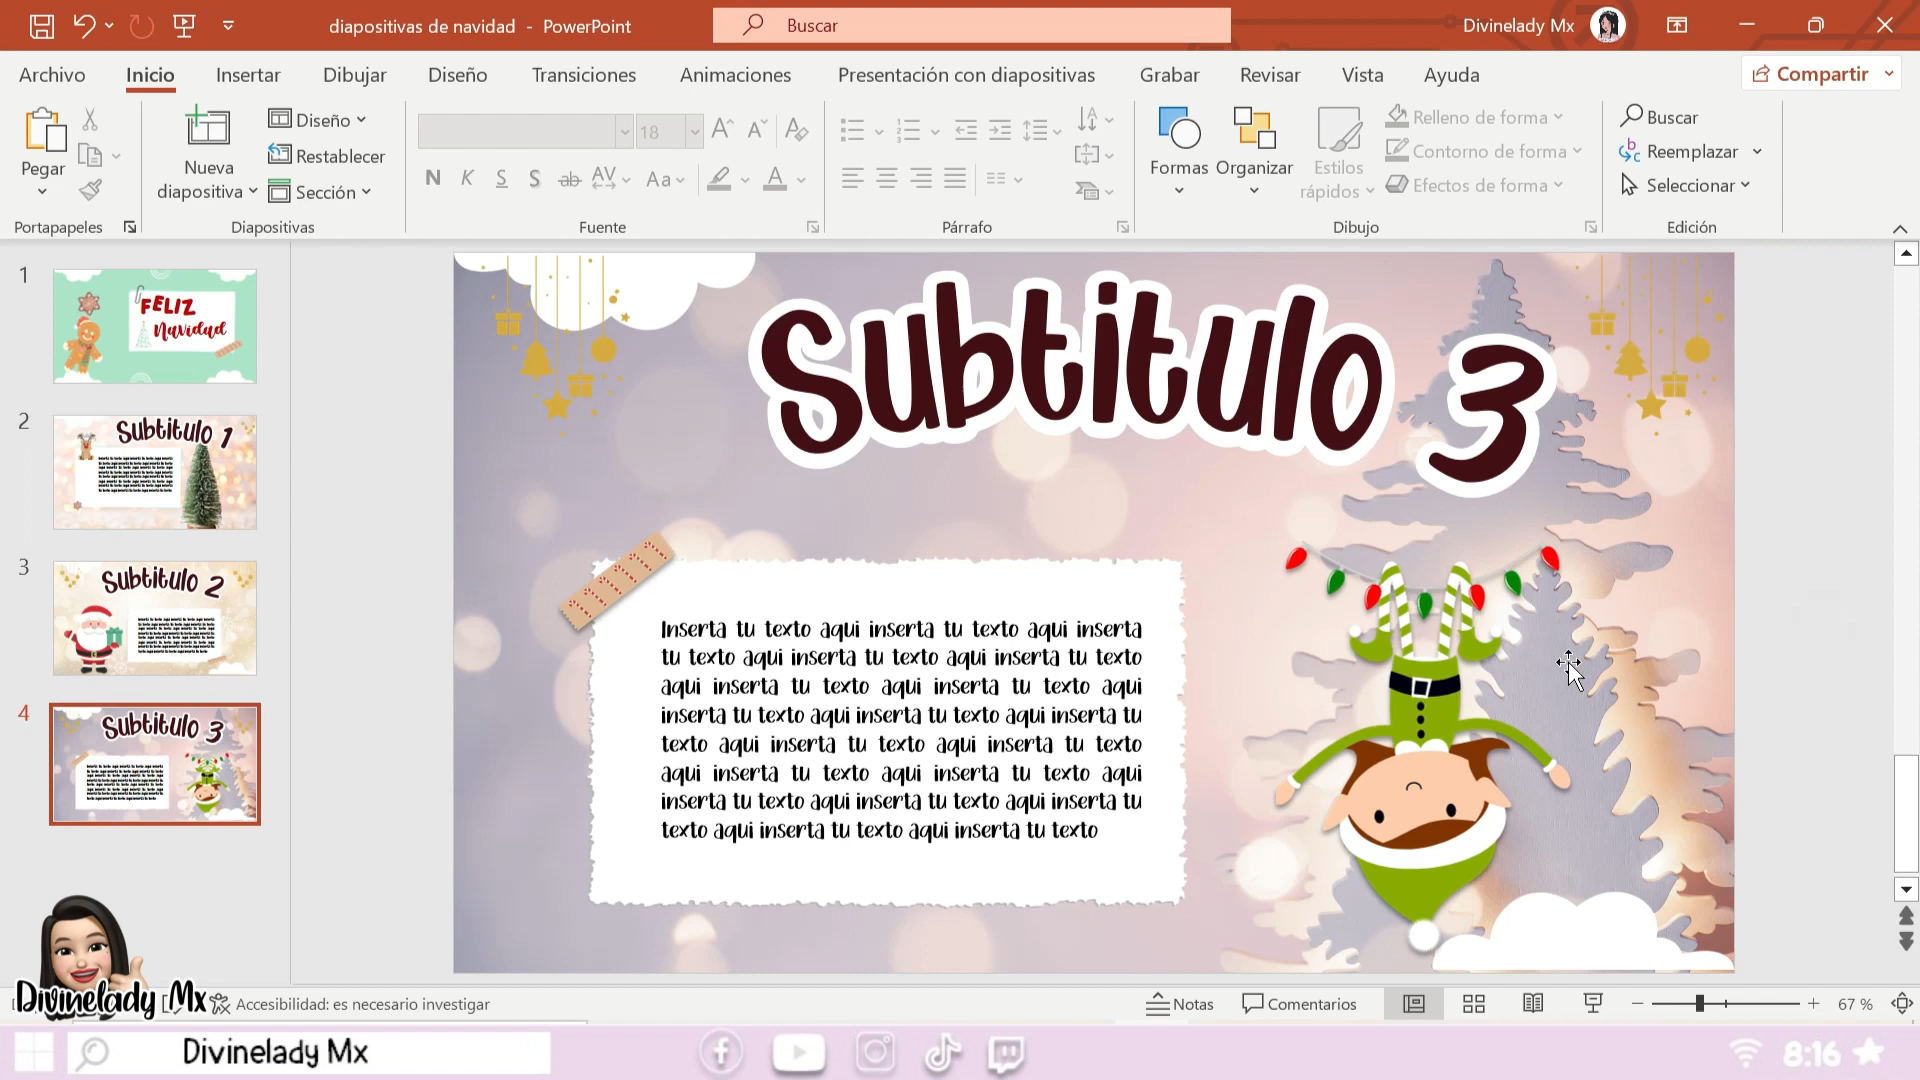 diapositivas de navidad - PowerPoint
Buscar
Divinelady Mx
Archivo
Inicio
Insertar
Dibujar
Diseño
Transiciones
Animaciones
Presentación con diapositivas
Grabar
Revisar
Vista
Ayuda
Compartir
Pegar
Nueva
diapositiva
Diseño
Restablecer
Sección
18
N K S S ab AV Aa A
Formas
Organizar
Estilos
rápidos
Relleno de forma
Contorno de forma
Efectos de forma
Buscar
Reemplazar
Seleccionar
Portapapeles
Diapositivas
Fuente
Párrafo
Dibujo
Edición
1
FELIZ
Navidad
2
Subtitulo 1
3
Subtitulo 2
4
Subtitulo 3
Subtitulo 3
Inserta tu texto aqui inserta tu texto aqui inserta
tu texto aqui inserta tu texto aqui inserta tu texto
aqui inserta tu texto aqui inserta tu texto aqui
inserta tu texto aqui inserta tu texto aqui inserta tu
texto aqui inserta tu texto aqui inserta tu texto
aqui inserta tu texto aqui inserta tu texto aqui
inserta tu texto aqui inserta tu texto aqui inserta tu
texto aqui inserta tu texto aqui inserta tu texto
Divinelady Mx
Accesibilidad: es necesario investigar
Notas
Comentarios
67 %
Divinelady Mx
8:16